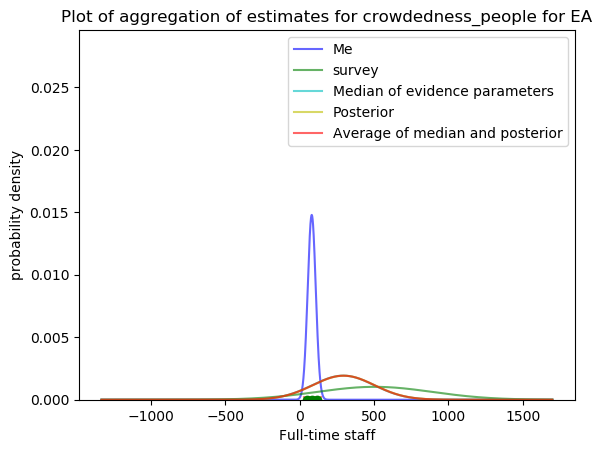 Plot of aggregation of estimates for crowdedness_people for EA
Me
survey
Median of evidence parameters
Posterior
Average of median and posterior
probability density
0.025
0.020
0.015
0.010
0.005
0.000
−1000 −500 0 500 1000 1500
Full-time staff